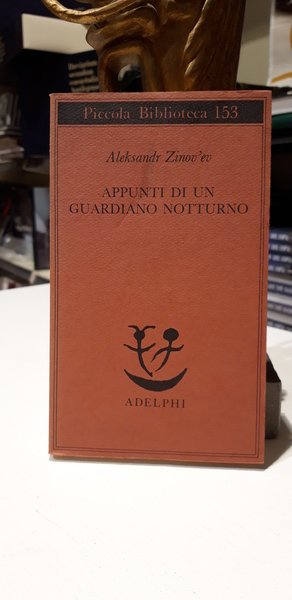 Piccola Biblioteca 153
Aleksandr Zinov'ev
APPUNTI DI UN
GUARDIANO NOTTURNO
ADELPHI